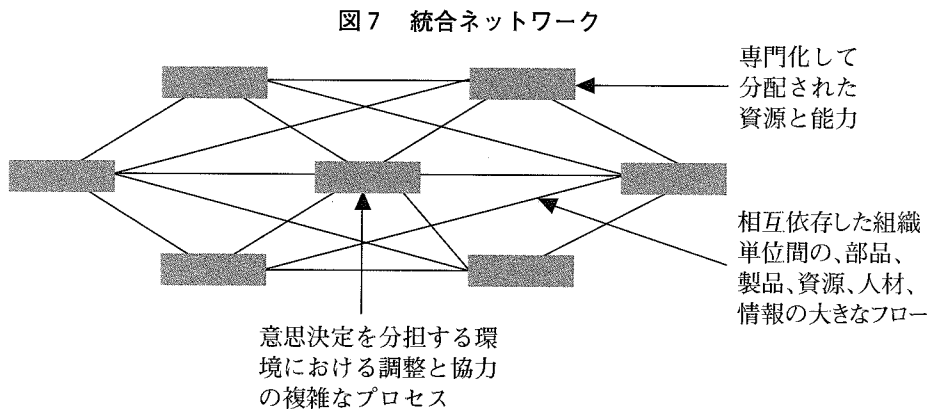 図7 統合ネットワーク
専門化して
分配された
資源と能力
相互依存した組織
単位間の、部品、
製品、資源、人材、
情報の大きなフロー
意思決定を分担する環
境における調整と協力
の複雑なプロセス